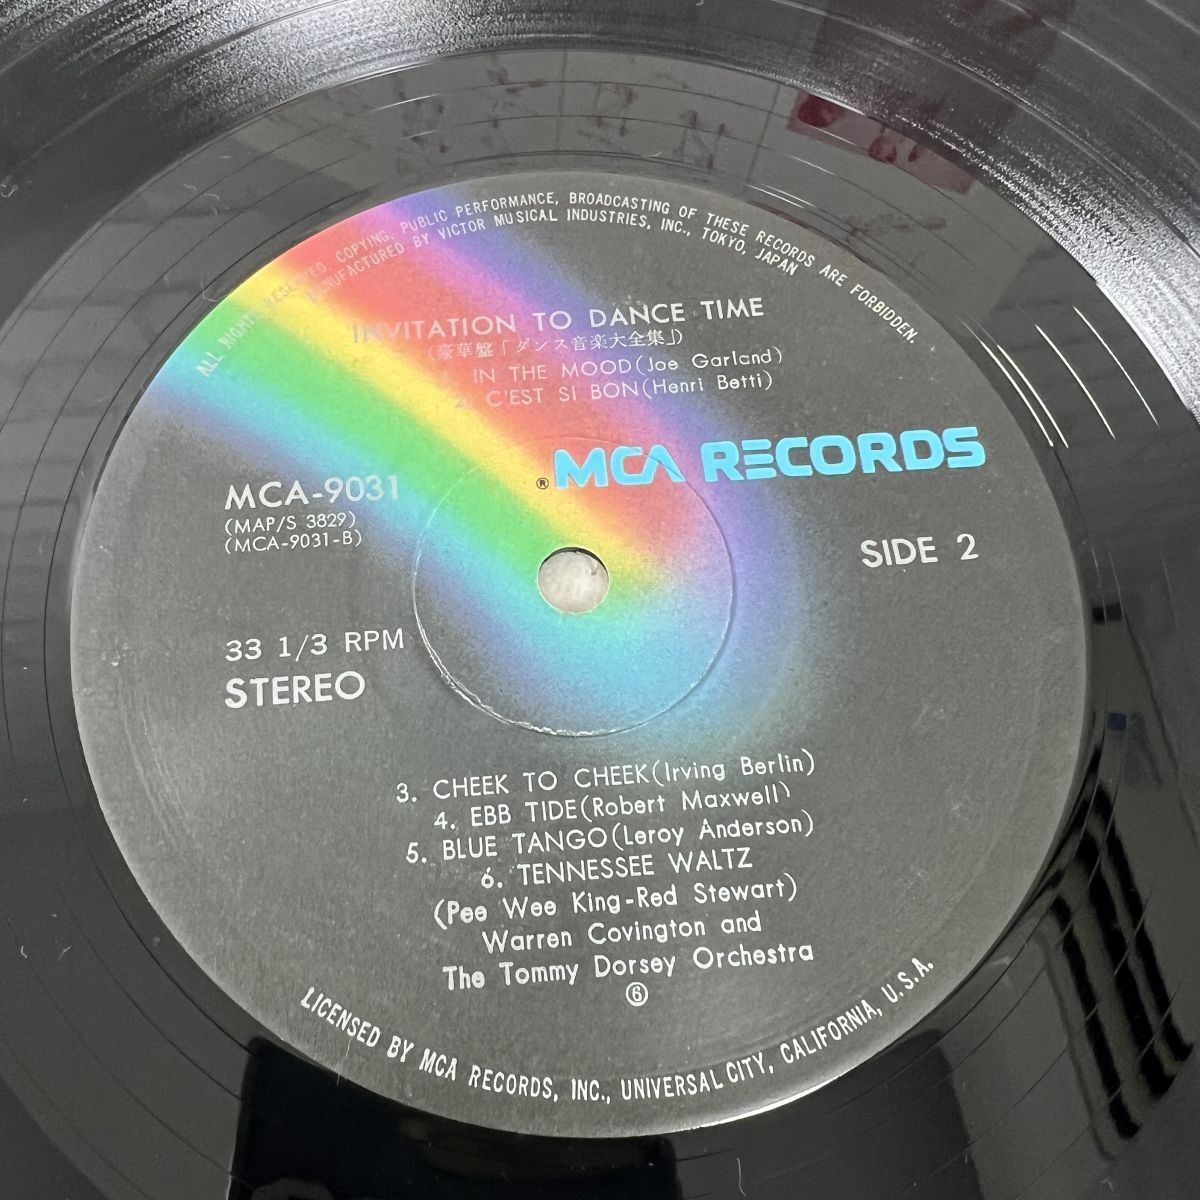 ALL RIGHTS RESERVED. COPYING, PUBLIC PERFORMANCE, BROADCASTING OF THESE RECORDS ARE FORBIDDEN.
MANUFACTURED BY VICTOR MUSICAL INDUSTRIES, INC., TOKYO, JAPAN
INVITATION TO DANCE TIME
(豪華盤「ダンス音楽大全集」)
1. IN THE MOOD(Joe Garland)
2. C'EST SI BON(Henri Betti)
® MCA RECORDS
MCA-9031
(MAP/S 3829)
(MCA-9031-B)
SIDE 2
33 1/3 RPM
STEREO
3. CHEEK TO CHEEK(Irving Berlin)
4. EBB TIDE(Robert Maxwell)
5. BLUE TANGO(Leroy Anderson)
6. TENNESSEE WALTZ
(Pee Wee King-Red Stewart)
Warren Covington and
The Tommy Dorsey Orchestra
⑥
LICENSED BY MCA RECORDS, INC., UNIVERSAL CITY, CALIFORNIA, U.S.A.